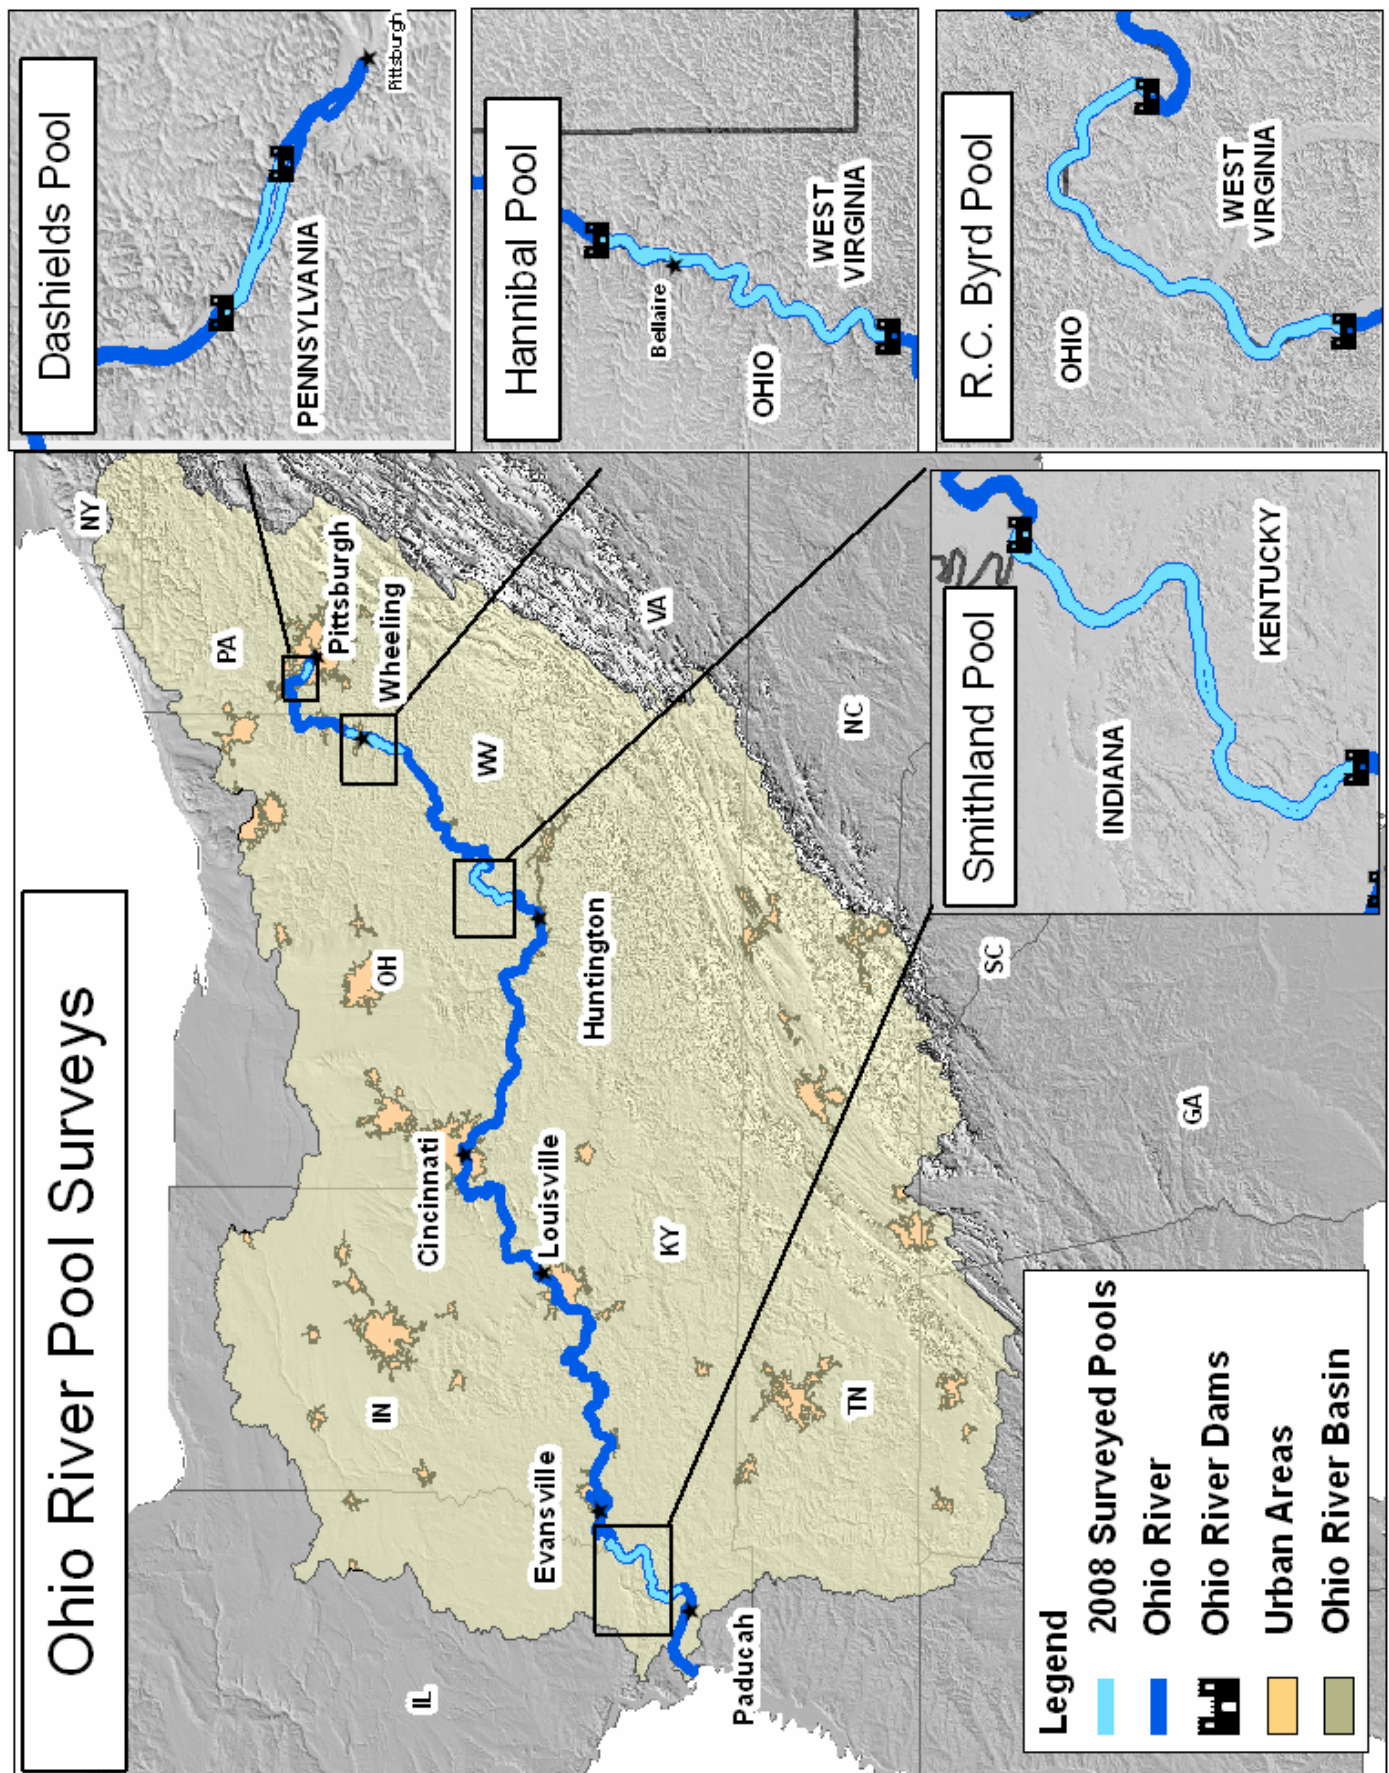 Ohio River Pool Surveys
NY
PA
Pittsburgh
Wheeling
WV
VA
OH
Huntington
NC
Cincinnati
Louisville
KY
SC
IN
Evansville
TN
GA
IL
Paducah
Legend
2008 Surveyed Pools
Ohio River
Ohio River Dams
Urban Areas
Ohio River Basin
Dashields Pool
Pittsburgh
PENNSYLVANIA
Hannibal Pool
Bellaire
OHIO
WEST
VIRGINIA
R.C. Byrd Pool
OHIO
WEST
VIRGINIA
Smithland Pool
INDIANA
KENTUCKY